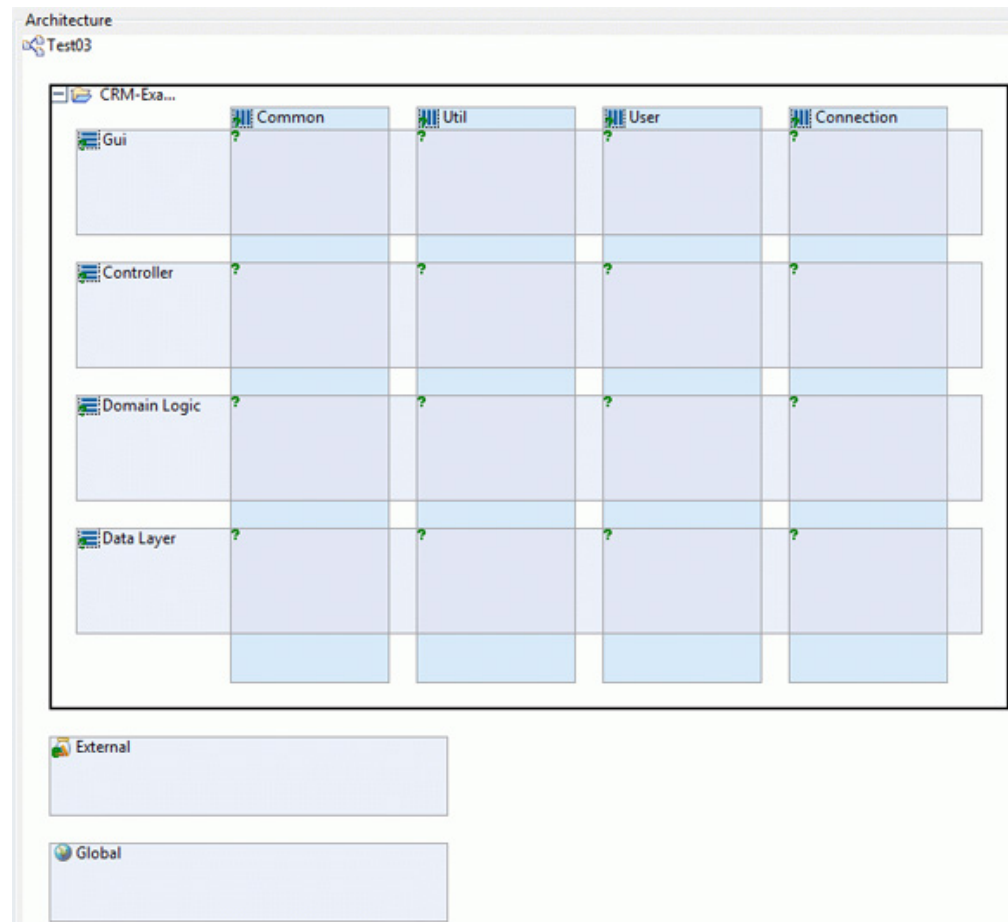 Architecture
Test03
CRM-Exa...
Common Util User Connection
Gui ? ? ? ?
Controller ? ? ? ?
Domain Logic ? ? ? ?
Data Layer ? ? ? ?
External
Global